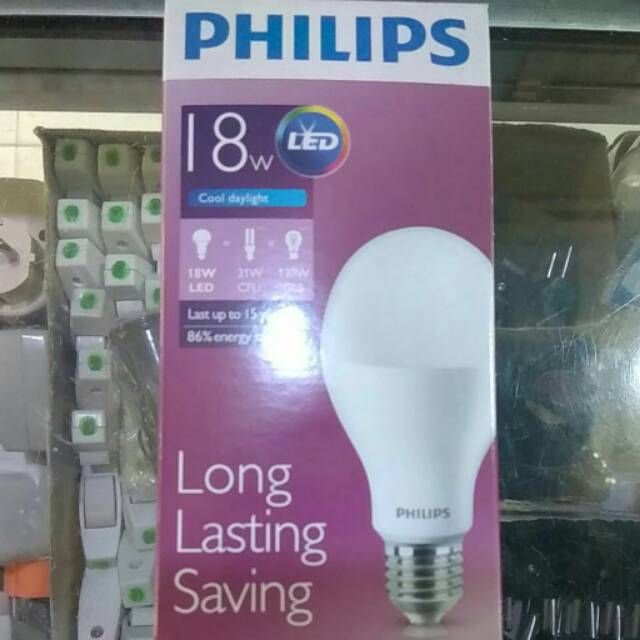 PHILIPS
18w
LED
Cool daylight
18W = 31W =
LED CFL
Last up to 15
86% energy
Long
Lasting
Saving
PHILIPS